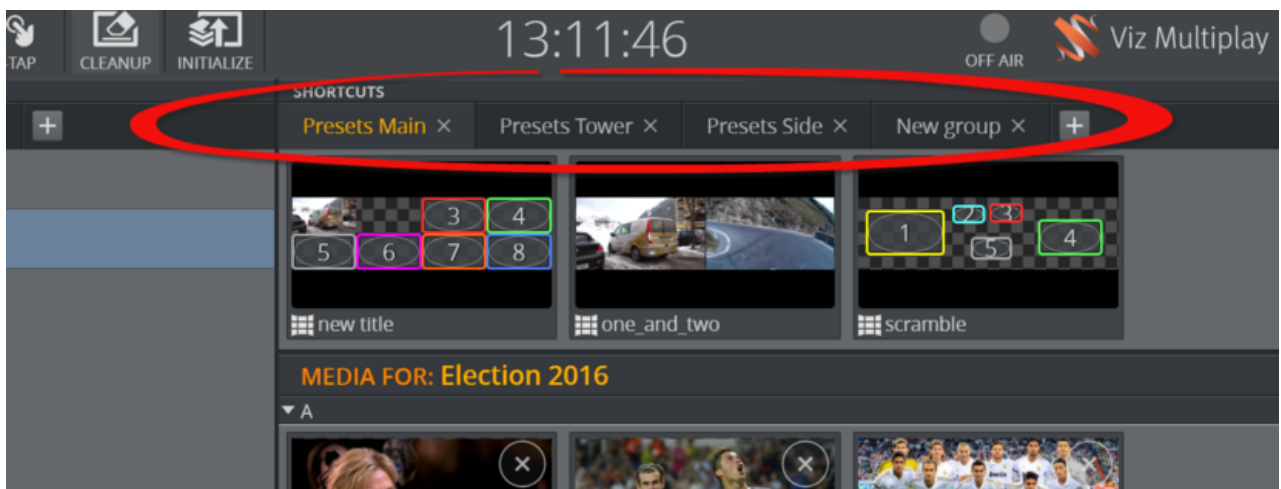 TAP
CLEANUP
INITIALIZE
13:11:46
OFF AIR
Viz Multiplay
SHORTCUTS
Presets Main ×
Presets Tower ×
Presets Side ×
New group ×
3
4
5
6
7
8
1
2
3
5
4
new title
one_and_two
scramble
MEDIA FOR: Election 2016
A